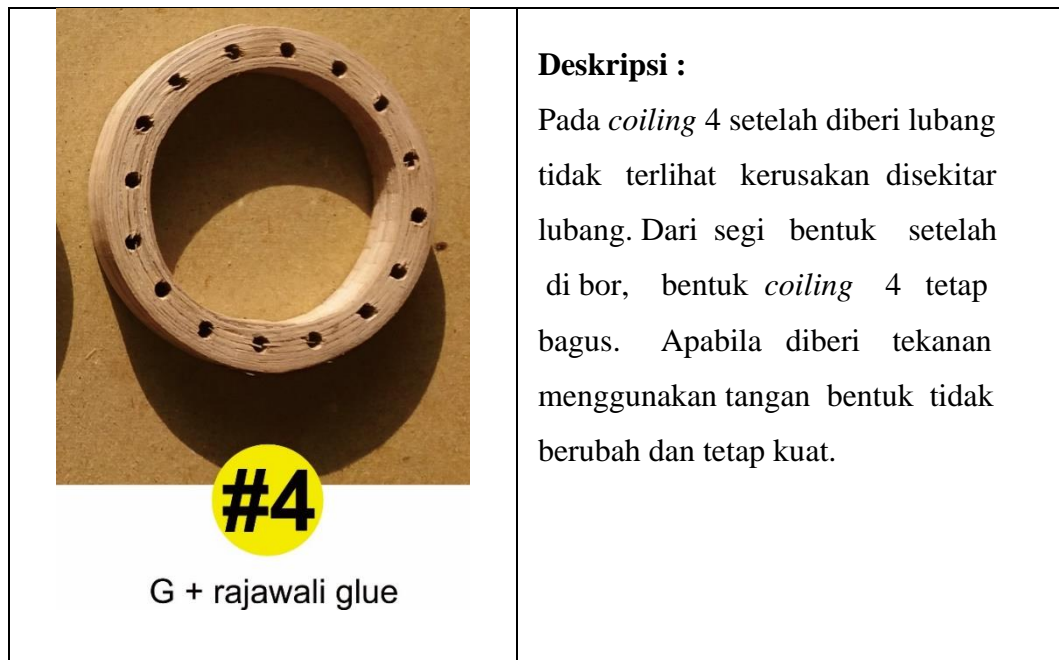 #4
G + rajawali glue
Deskripsi :
Pada coiling 4 setelah diberi lubang
tidak terlihat kerusakan disekitar
lubang. Dari segi bentuk setelah
di bor, bentuk coiling 4 tetap
bagus. Apabila diberi tekanan
menggunakan tangan bentuk tidak
berubah dan tetap kuat.